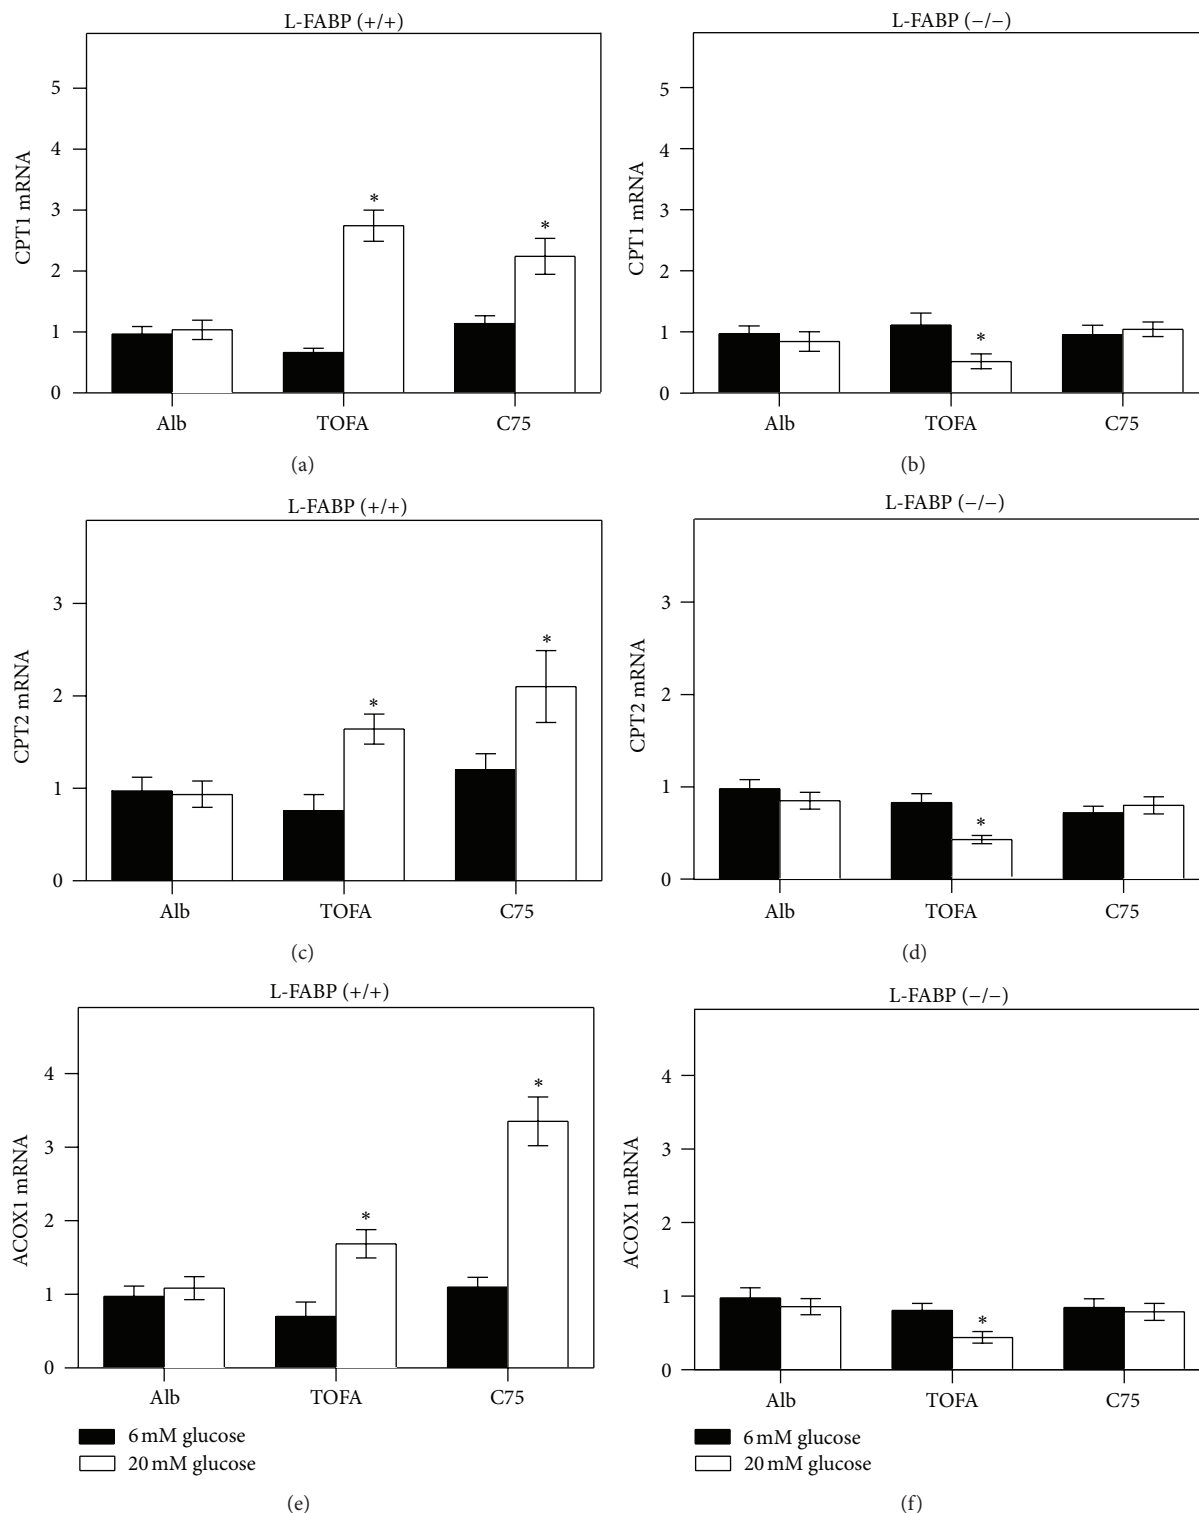 L-FABP (+/+)
CPT1 mRNA
5
4
3
2
1
0
*
*
Alb
TOFA
C75
(a)
L-FABP (−/−)
CPT1 mRNA
5
4
3
2
1
0
*
Alb
TOFA
C75
(b)
L-FABP (+/+)
CPT2 mRNA
3
2
1
0
*
*
Alb
TOFA
C75
(c)
L-FABP (−/−)
CPT2 mRNA
3
2
1
0
*
Alb
TOFA
C75
(d)
L-FABP (+/+)
ACOX1 mRNA
4
3
2
1
0
*
*
Alb
TOFA
C75
6 mM glucose
20 mM glucose
(e)
L-FABP (−/−)
ACOX1 mRNA
4
3
2
1
0
*
Alb
TOFA
C75
6 mM glucose
20 mM glucose
(f)